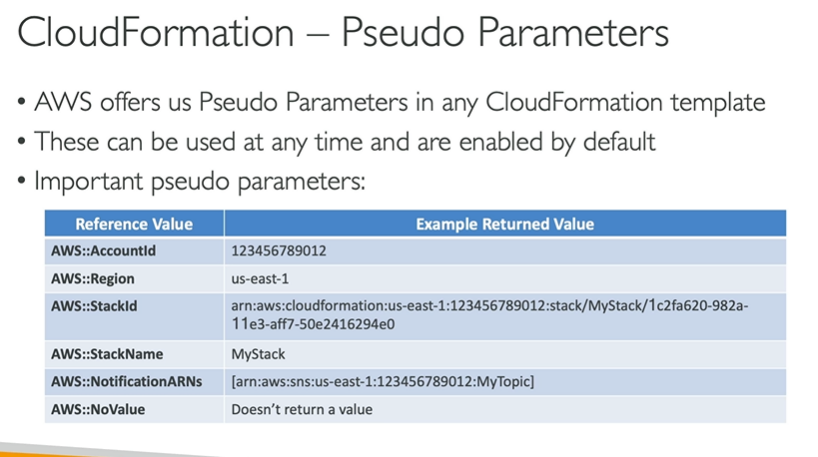 CloudFormation – Pseudo Parameters
• AWS offers us Pseudo Parameters in any CloudFormation template
• These can be used at any time and are enabled by default
• Important pseudo parameters:
Reference Value Example Returned Value
AWS::AccountId 123456789012
AWS::Region us-east-1
AWS::StackId arn:aws:cloudformation:us-east-1:123456789012:stack/MyStack/1c2fa620-982a-
11e3-aff7-50e2416294e0
AWS::StackName MyStack
AWS::NotificationARNs [arn:aws:sns:us-east-1:123456789012:MyTopic]
AWS::NoValue Doesn’t return a value